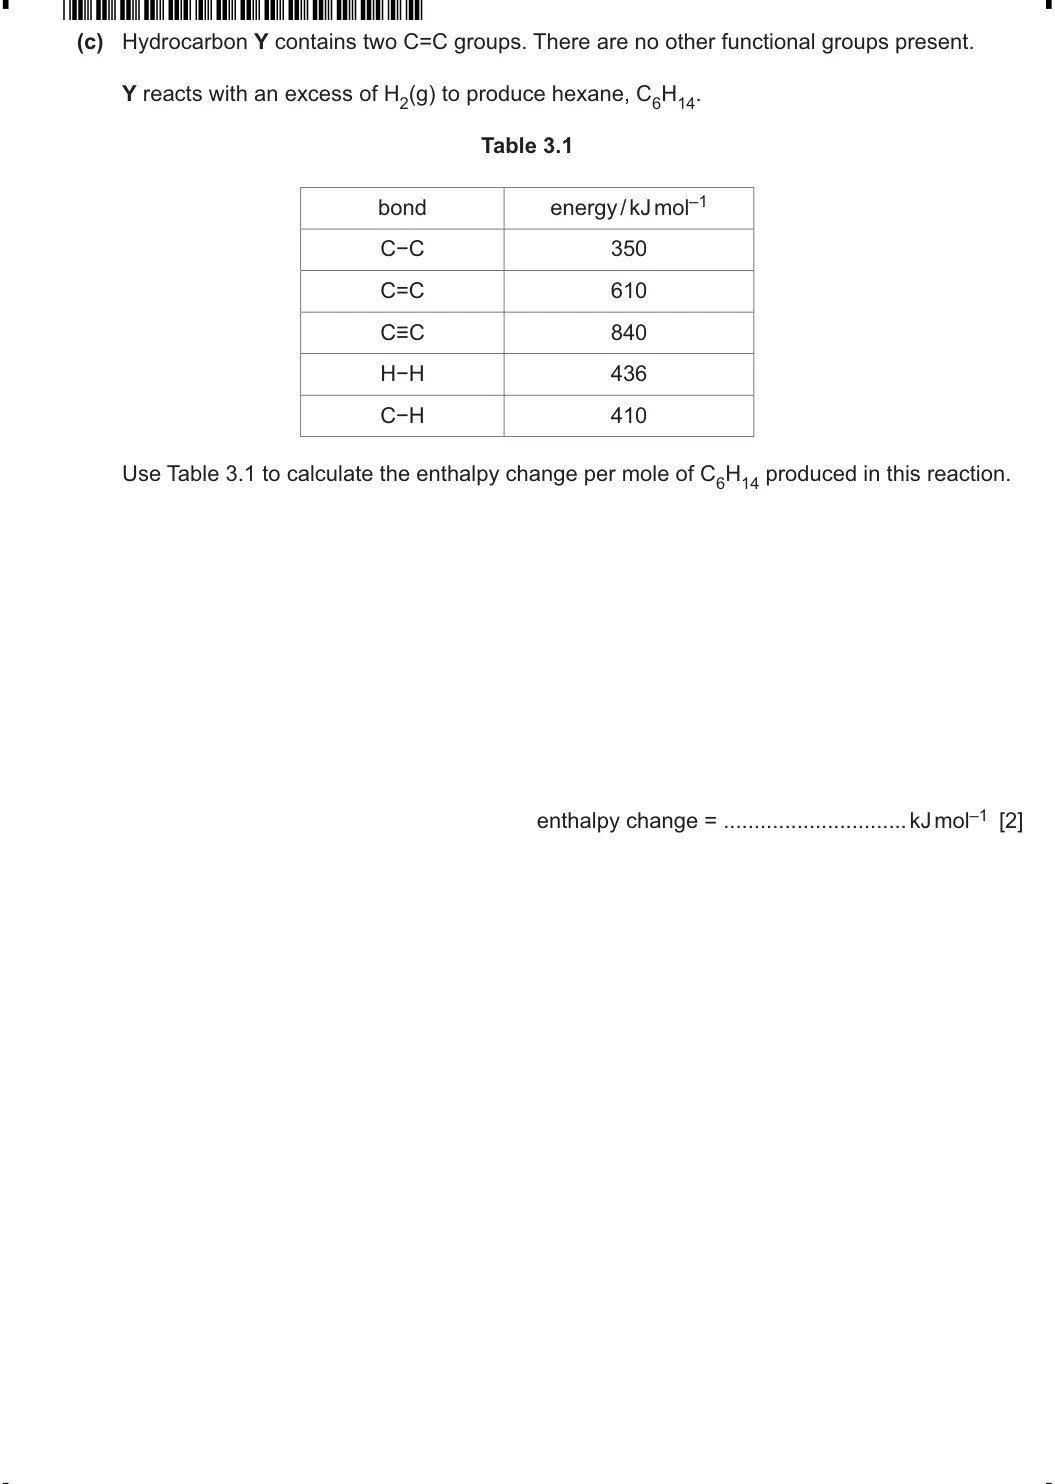 (c) Hydrocarbon Y contains two C=C groups. There are no other functional groups present.
Y reacts with an excess of H₂(g) to produce hexane, C₆H₁₄.
Table 3.1
bond energy / kJ mol⁻¹
C−C 350
C=C 610
C≡C 840
H−H 436
C−H 410
Use Table 3.1 to calculate the enthalpy change per mole of C₆H₁₄ produced in this reaction.
enthalpy change = .............................. kJ mol⁻¹ [2]